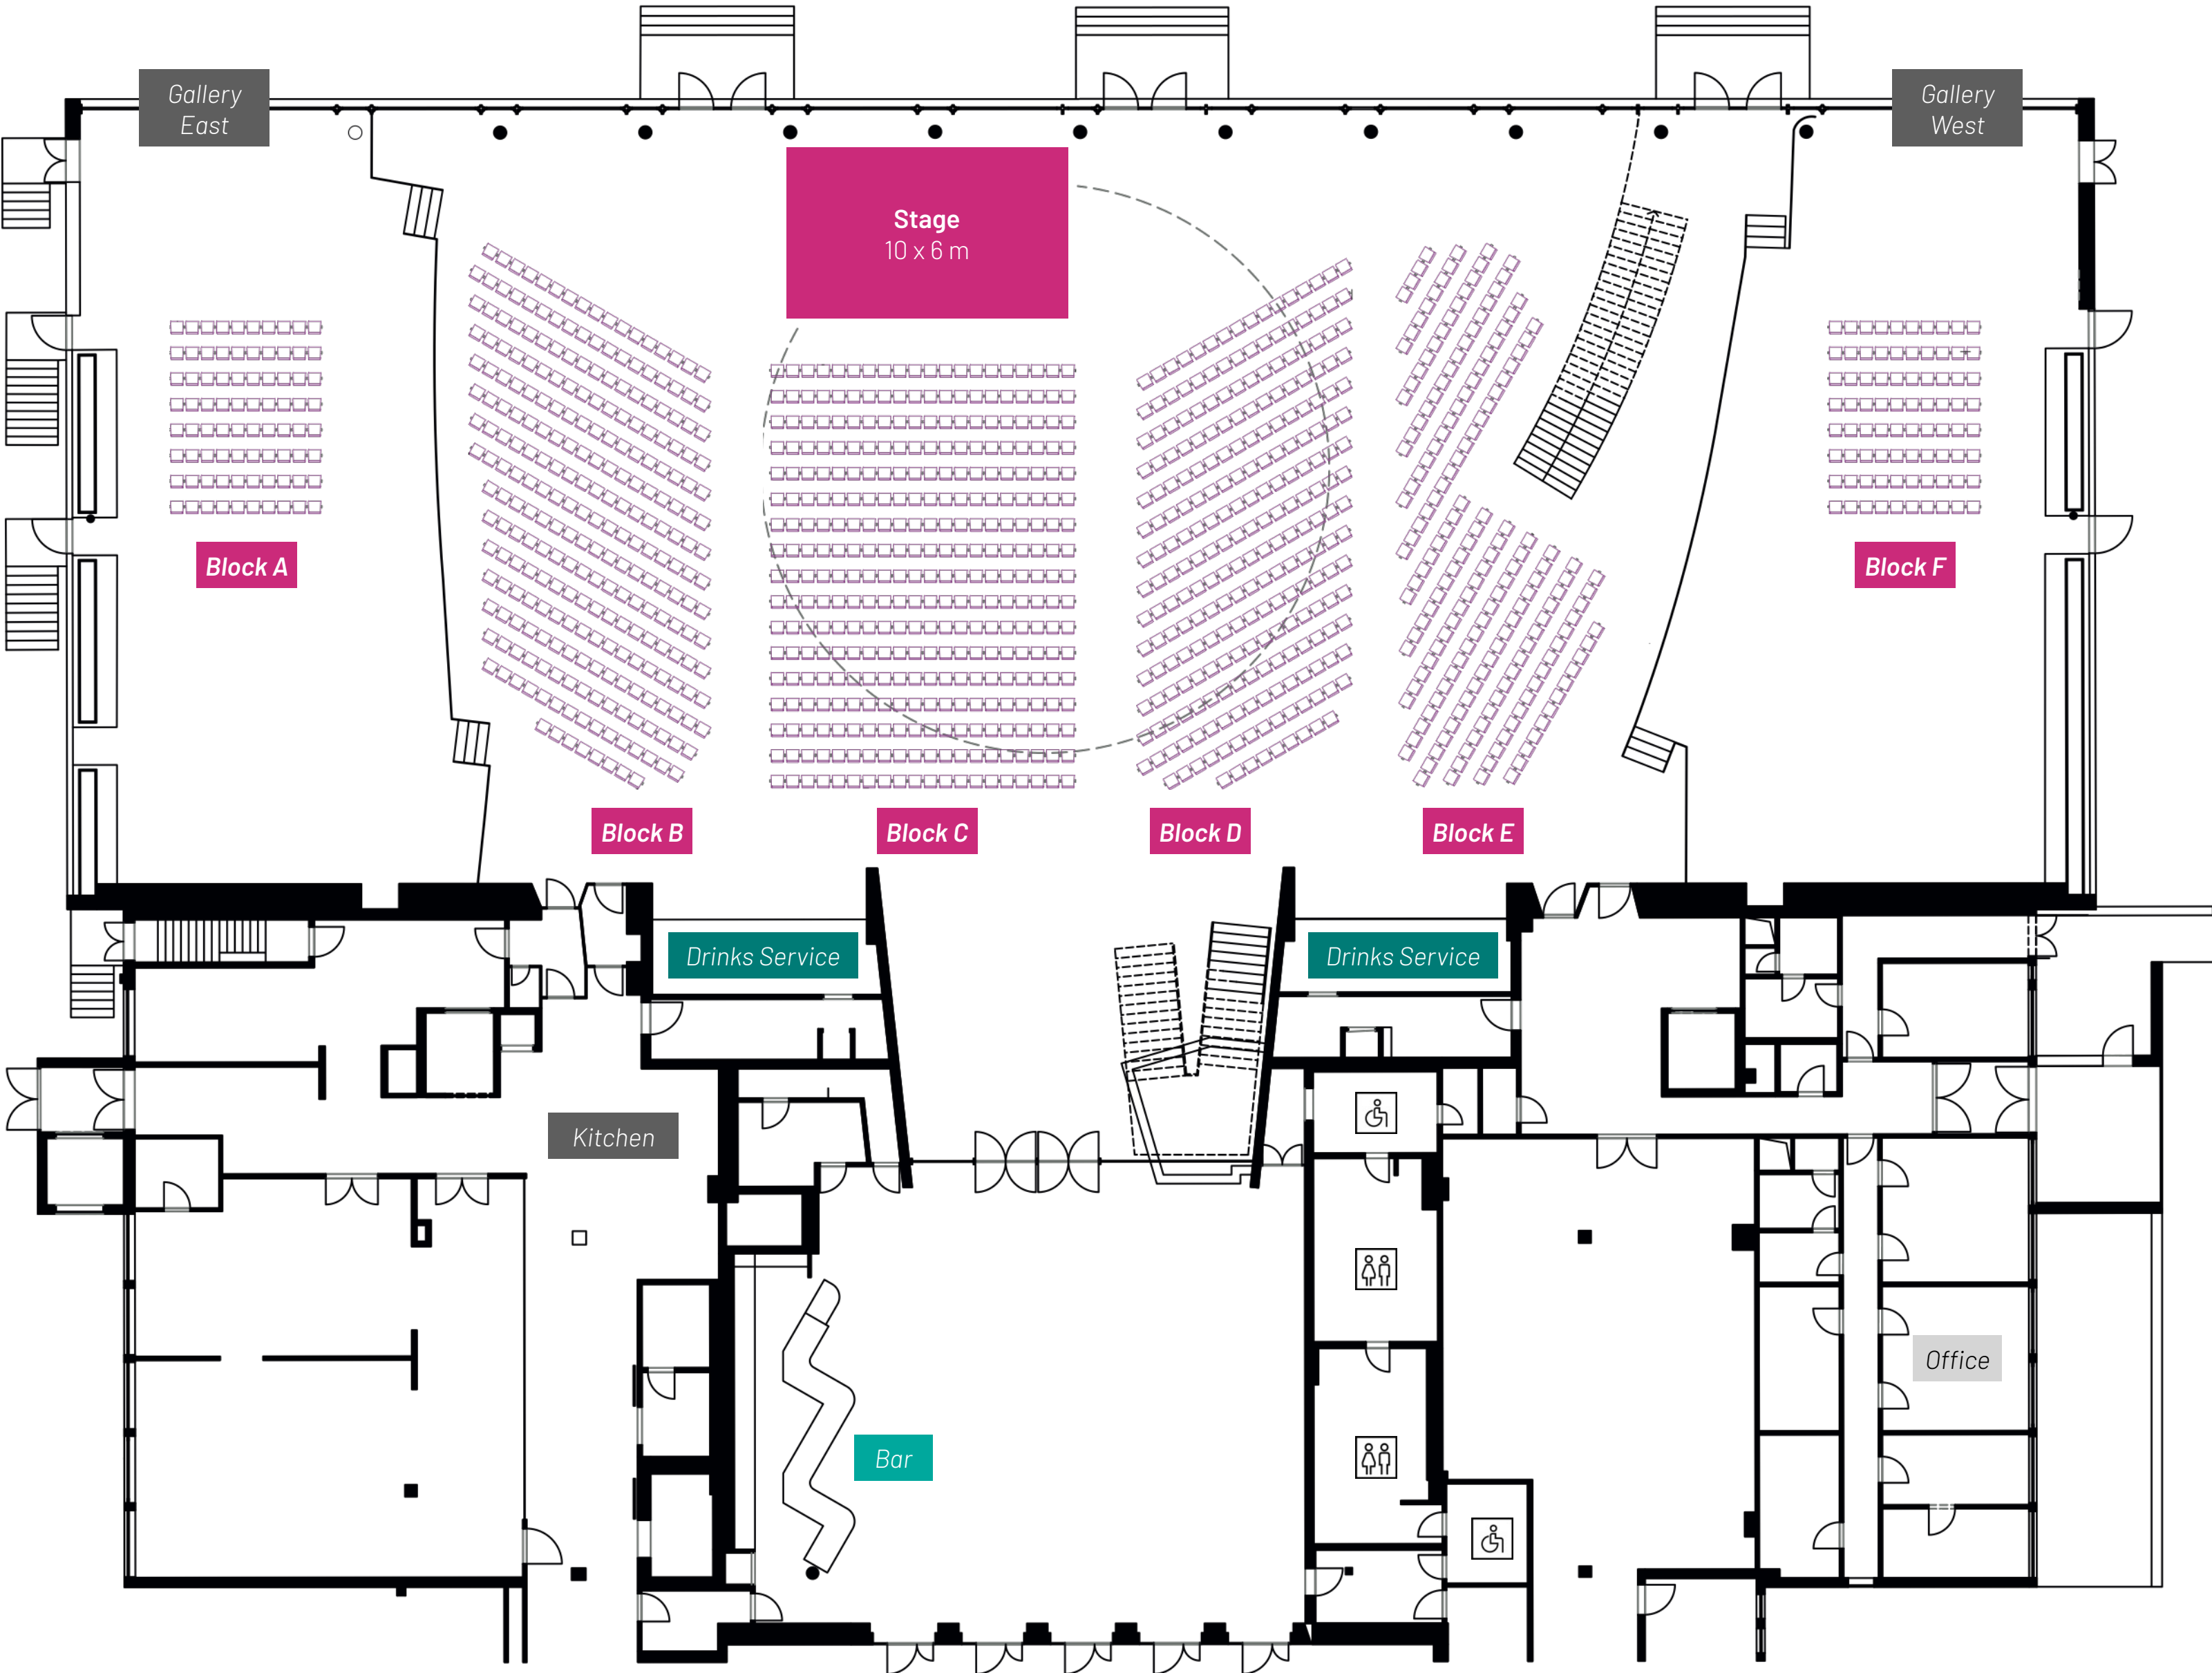 Gallery
East
Gallery
West
Stage
10 x 6 m
Block A
Block F
Block B
Block C
Block D
Block E
Drinks Service
Drinks Service
Kitchen
Office
Bar